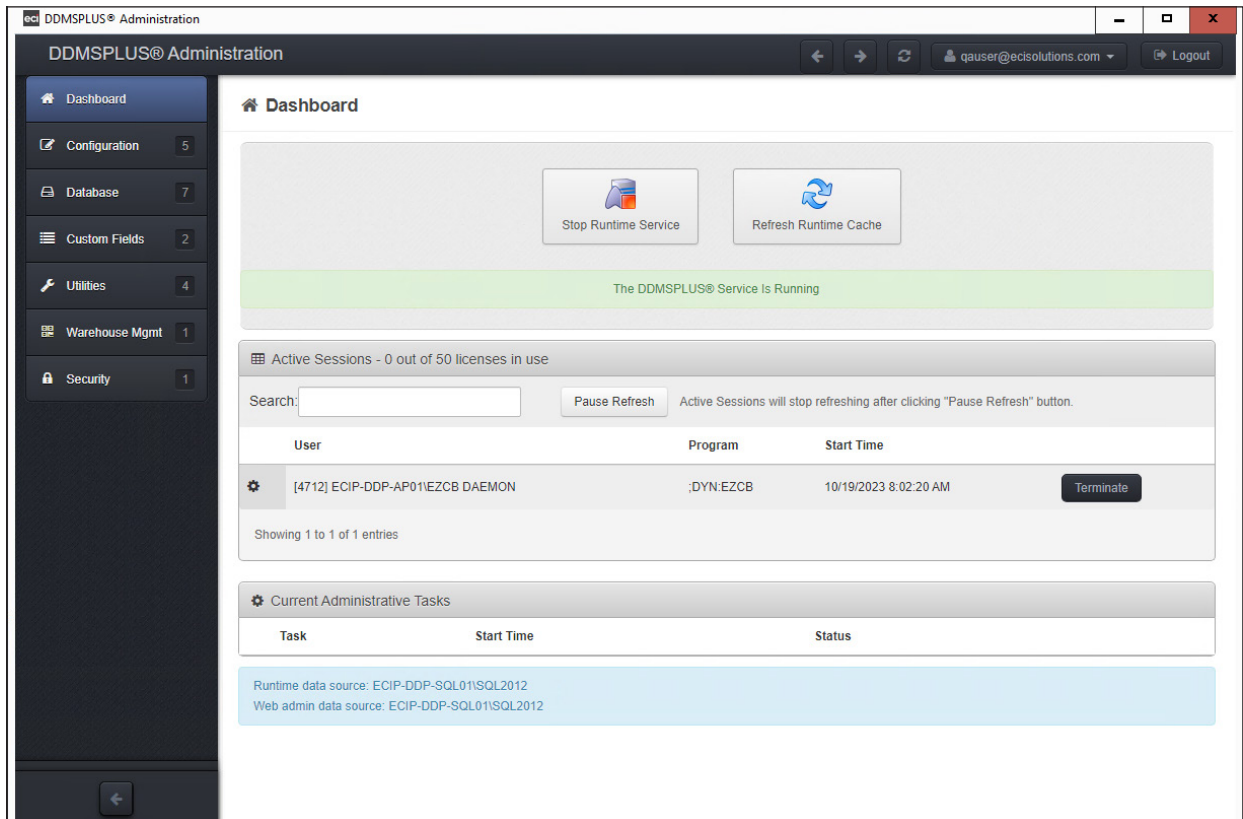 eci DDMSPLUS® Administration
DDMSPLUS® Administration
qauser@ecisolutions.com
Logout
Dashboard
Configuration 5
Database 7
Custom Fields 2
Utilities 4
Warehouse Mgmt 1
Security 1
Dashboard
Stop Runtime Service
Refresh Runtime Cache
The DDMSPLUS® Service Is Running
Active Sessions - 0 out of 50 licenses in use
Search:
Pause Refresh
Active Sessions will stop refreshing after clicking "Pause Refresh" button.
User Program Start Time
[4712] ECIP-DDP-AP01\EZCB DAEMON ;DYN:EZCB 10/19/2023 8:02:20 AM Terminate
Showing 1 to 1 of 1 entries
Current Administrative Tasks
Task Start Time Status
Runtime data source: ECIP-DDP-SQL01\SQL2012
Web admin data source: ECIP-DDP-SQL01\SQL2012